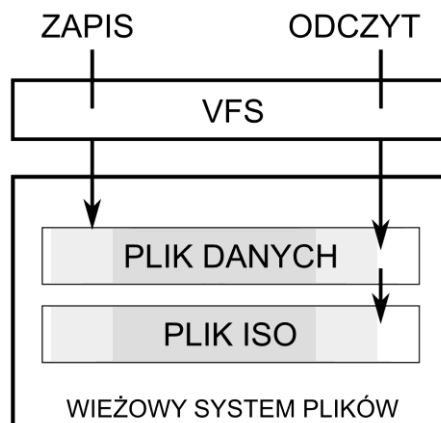 ZAPIS ODCZYT
VFS
PLIK DANYCH
PLIK ISO
WIEŻOWY SYSTEM PLIKÓW